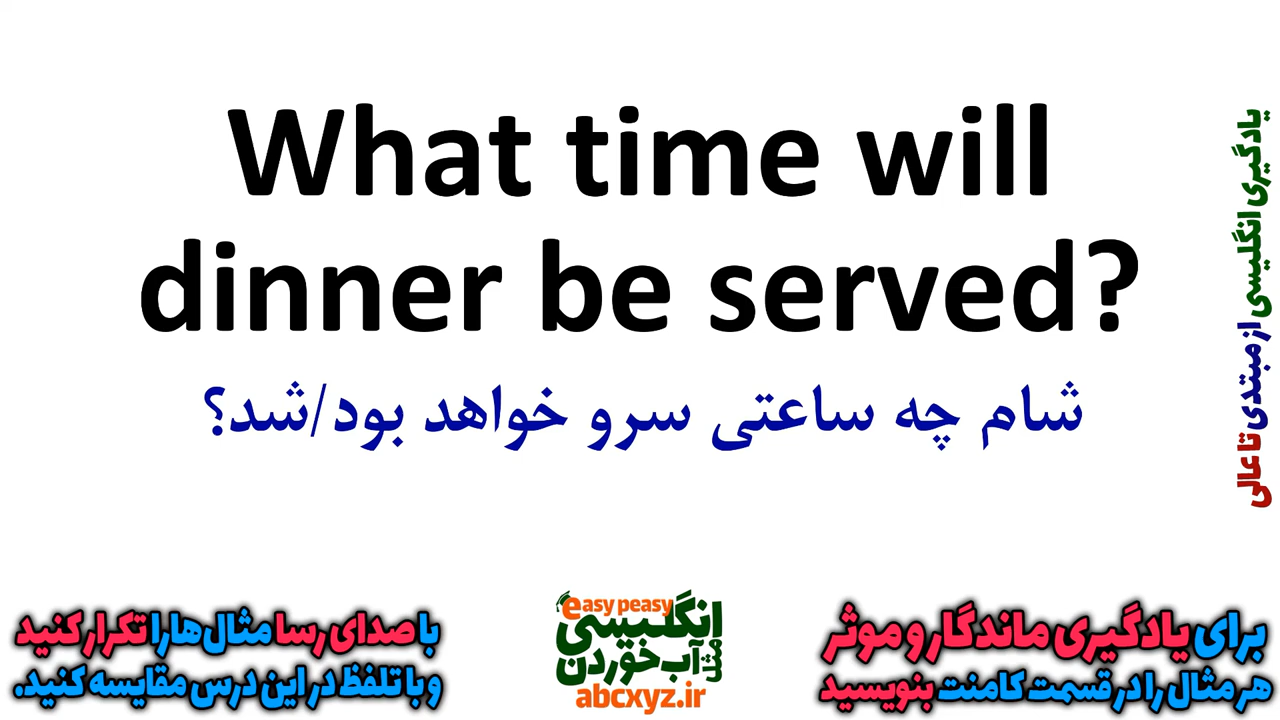 What time will
dinner be served?
شام چه ساعتی سرو خواهد بود/شد؟
یادگیری انگلیسی از مبتدی تا عالی
برای یادگیری ماندگار و موثر
هر مثال را در قسمت کامنت بنویسید
easy peasy
انگلیسی
مثل
آب خوردن
abcxyz.ir
با صدای رسا مثال‌ها را تکرار کنید
و با تلفظ در این درس مقایسه کنید.